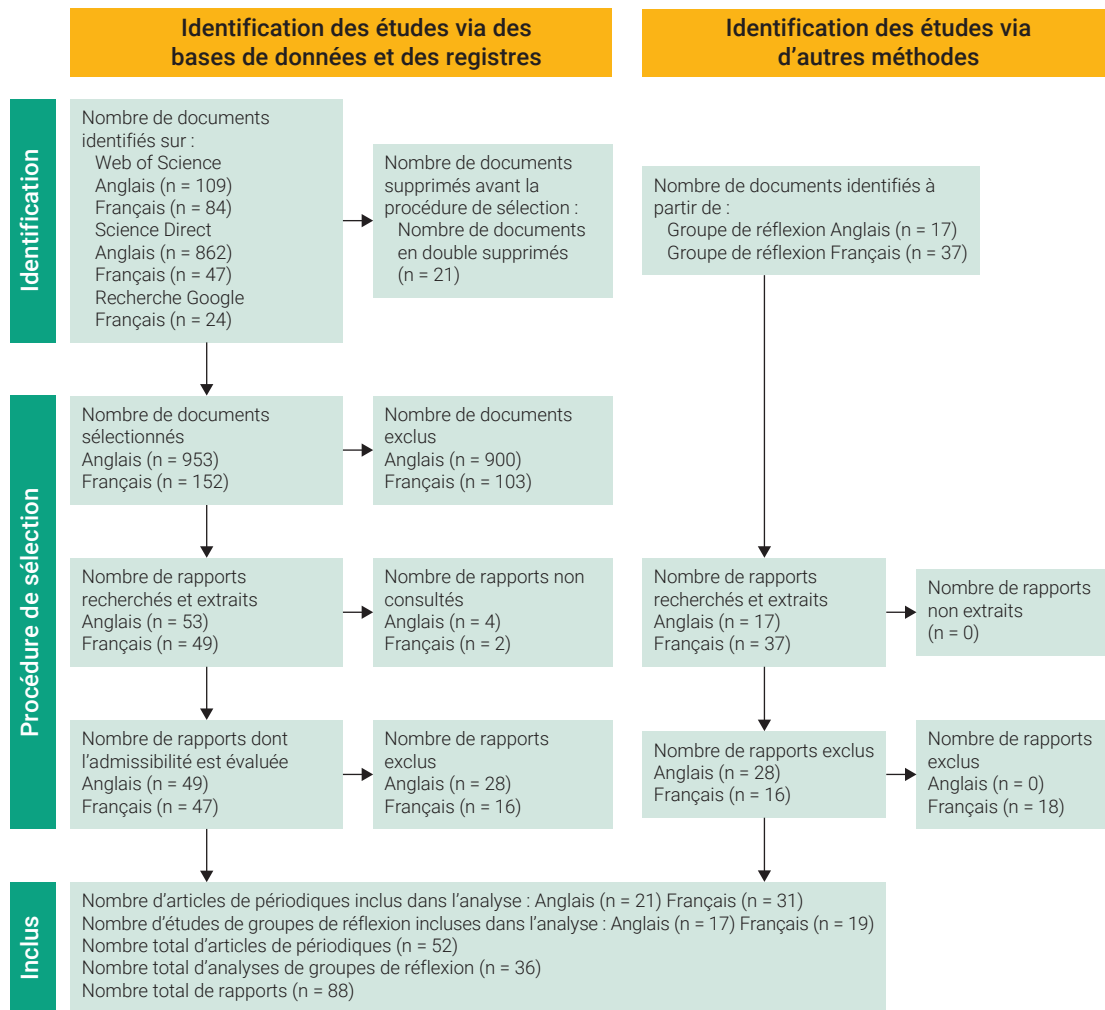 Identification des études via des
bases de données et des registres
Identification des études via
d'autres méthodes
Identification
Nombre de documents
identifiés sur :
Web of Science
Anglais (n = 109)
Français (n = 84)
Science Direct
Anglais (n = 862)
Français (n = 47)
Recherche Google
Français (n = 24)
Nombre de documents
supprimés avant la
procédure de sélection :
Nombre de documents
en double supprimés
(n = 21)
Nombre de documents identifiés à
partir de :
Groupe de réflexion Anglais (n = 17)
Groupe de réflexion Français (n = 37)
Procédure de sélection
Nombre de documents
sélectionnés
Anglais (n = 953)
Français (n = 152)
Nombre de documents
exclus
Anglais (n = 900)
Français (n = 103)
Nombre de rapports
recherchés et extraits
Anglais (n = 53)
Français (n = 49)
Nombre de rapports non
consultés
Anglais (n = 4)
Français (n = 2)
Nombre de rapports
recherchés et extraits
Anglais (n = 17)
Français (n = 37)
Nombre de rapports
non extraits
(n = 0)
Nombre de rapports dont
l'admissibilité est évaluée
Anglais (n = 49)
Français (n = 47)
Nombre de rapports
exclus
Anglais (n = 28)
Français (n = 16)
Nombre de rapports exclus
Anglais (n = 28)
Français (n = 16)
Nombre de rapports
exclus
Anglais (n = 0)
Français (n = 18)
Inclus
Nombre d'articles de périodiques inclus dans l'analyse : Anglais (n = 21) Français (n = 31)
Nombre d'études de groupes de réflexion incluses dans l'analyse : Anglais (n = 17) Français (n = 19)
Nombre total d'articles de périodiques (n = 52)
Nombre total d'analyses de groupes de réflexion (n = 36)
Nombre total de rapports (n = 88)